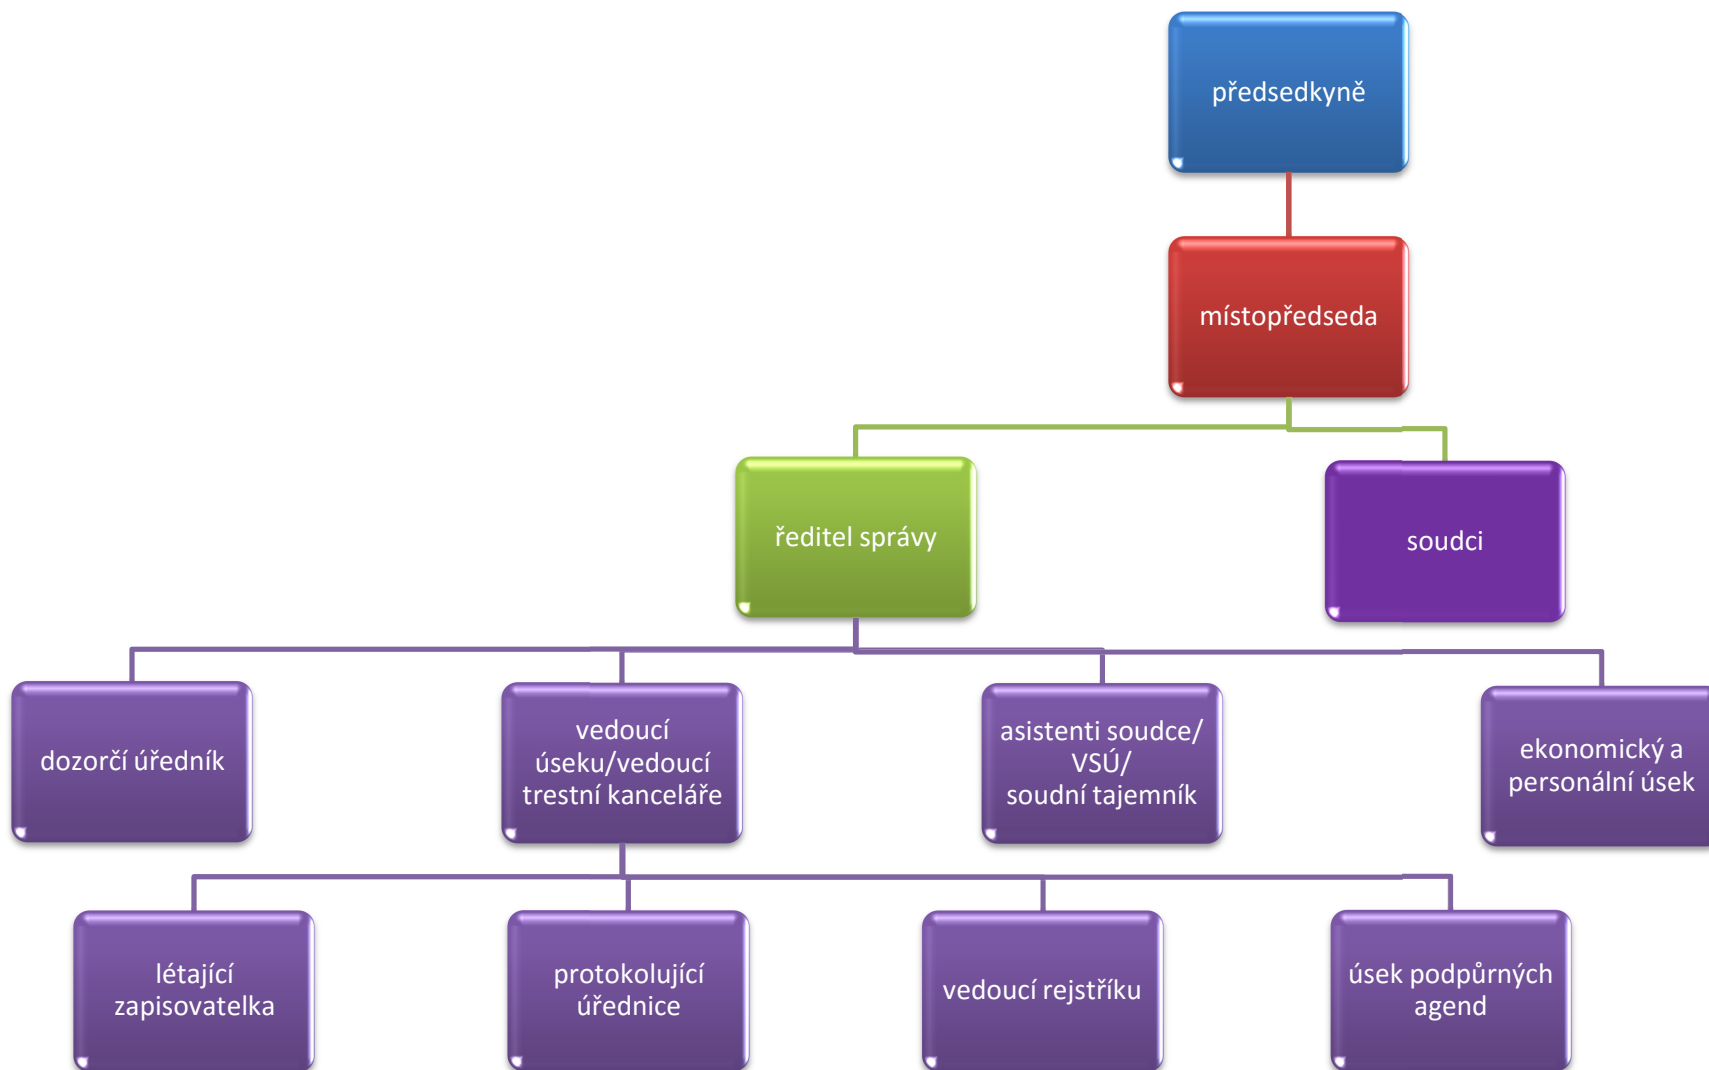 předsedkyně
místopředseda
ředitel správy
soudci
dozorčí úředník
vedoucí
úseku/vedoucí
trestní kanceláře
asistenti soudce/
VSÚ/
soudní tajemník
ekonomický a
personální úsek
létající
zapisovatelka
protokolující
úřednice
vedoucí rejstříku
úsek podpůrných
agend